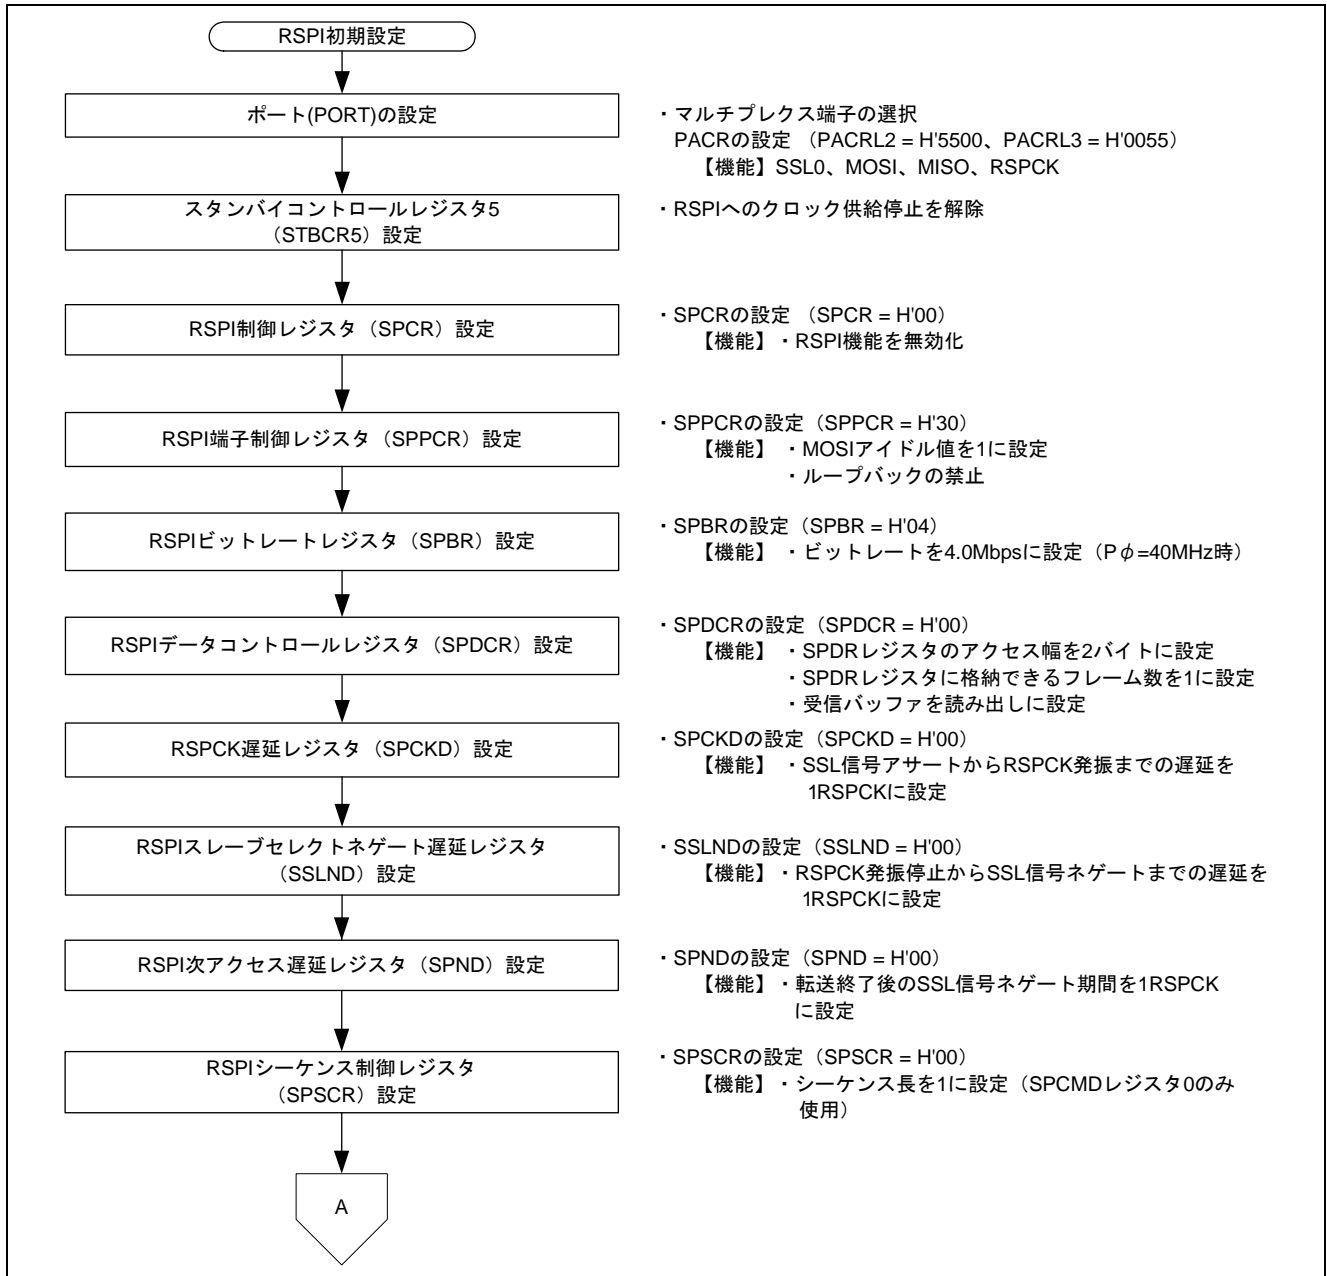 RSPI初期設定
ポート(PORT)の設定
・マルチプレクス端子の選択
PACRの設定 （PACRL2 = H'5500、PACRL3 = H'0055）
【機能】SSL0、MOSI、MISO、RSPCK
スタンバイコントロールレジスタ5
（STBCR5）設定
・RSPIへのクロック供給停止を解除
RSPI制御レジスタ（SPCR）設定
・SPCRの設定 （SPCR = H'00）
【機能】・RSPI機能を無効化
RSPI端子制御レジスタ（SPPCR）設定
・SPPCRの設定（SPPCR = H'30）
【機能】 ・MOSIアイドル値を1に設定
・ループバックの禁止
RSPIビットレートレジスタ（SPBR）設定
・SPBRの設定（SPBR = H'04）
【機能】 ・ビットレートを4.0Mbpsに設定（Pφ=40MHz時）
RSPIデータコントロールレジスタ（SPDCR）設定
・SPDCRの設定（SPDCR = H'00）
【機能】 ・SPDRレジスタのアクセス幅を2バイトに設定
・SPDRレジスタに格納できるフレーム数を1に設定
・受信バッファを読み出しに設定
RSPCK遅延レジスタ（SPCKD）設定
・SPCKDの設定（SPCKD = H'00）
【機能】 ・SSL信号アサートからRSPCK発振までの遅延を
1RSPCKに設定
RSPIスレーブセレクトネゲート遅延レジスタ
（SSLND）設定
・SSLNDの設定（SSLND = H'00）
【機能】・RSPCK発振停止からSSL信号ネゲートまでの遅延を
1RSPCKに設定
RSPI次アクセス遅延レジスタ（SPND）設定
・SPNDの設定（SPND = H'00）
【機能】・転送終了後のSSL信号ネゲート期間を1RSPCK
に設定
RSPIシーケンス制御レジスタ
（SPSCR）設定
・SPSCRの設定（SPSCR = H'00）
【機能】・シーケンス長を1に設定（SPCMDレジスタ0のみ
使用）
A